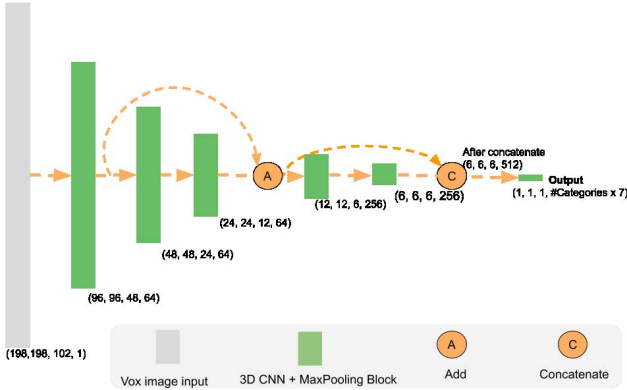 A
C
After concatenate
(6, 6, 6, 512)
Output
(1, 1, 1, #Categories x 7)
(6, 6, 6, 256)
(12, 12, 6, 256)
(24, 24, 12, 64)
(48, 48, 24, 64)
(96, 96, 48, 64)
(198,198, 102, 1)
A
C
Vox image input
3D CNN + MaxPooling Block
Add
Concatenate